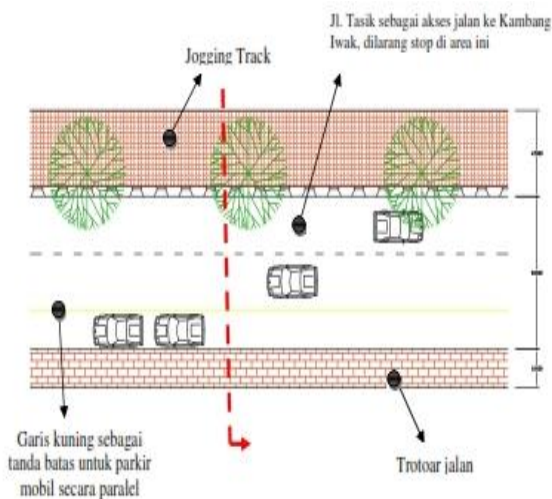 Jl. Tasik sebagai akses jalan ke Kambang
Iwak, dilarang stop di area ini
Jogging Track
Garis kuning sebagai
tanda batas untuk parkir
mobil secara paralel
Trotoar jalan